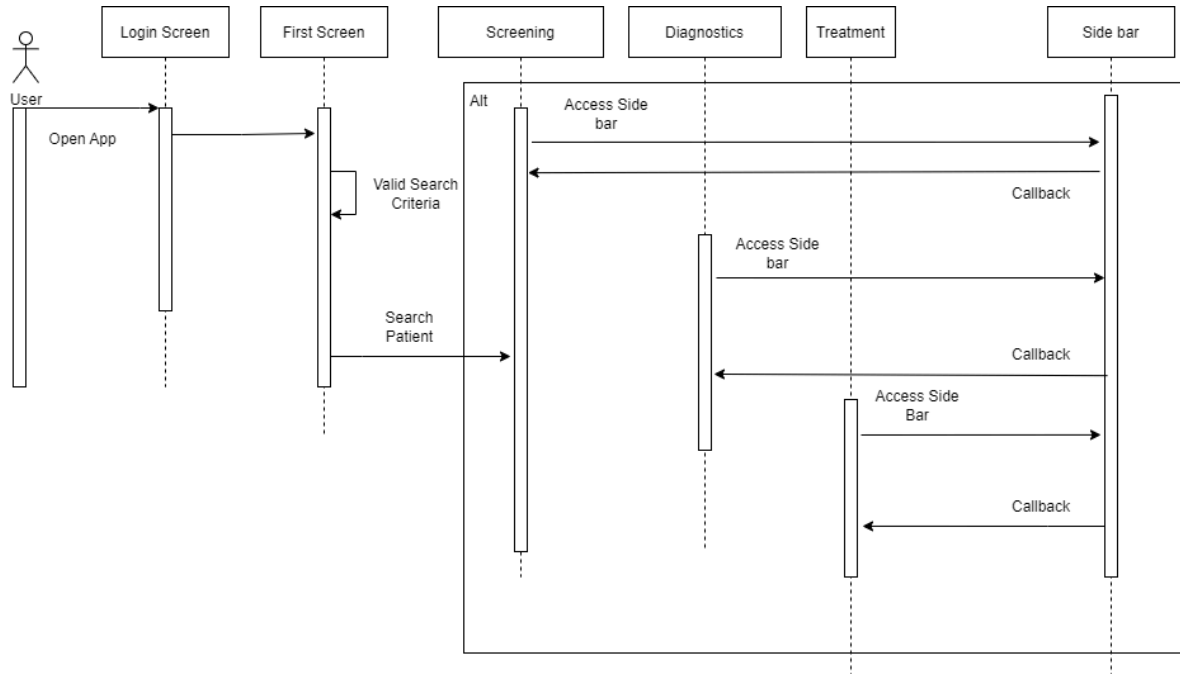 Login Screen
First Screen
Screening
Diagnostics
Treatment
Side bar
User
Open App
Alt
Access Side
bar
Valid Search
Criteria
Callback
Access Side
bar
Search
Patient
Callback
Access Side
Bar
Callback